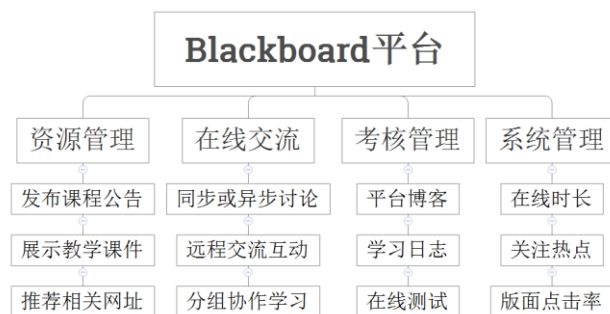 Blackboard平台
资源管理
在线交流
考核管理
系统管理
发布课程公告
同步或异步讨论
平台博客
在线时长
展示教学课件
远程交流互动
学习日志
关注热点
推荐相关网址
分组协作学习
在线测试
版面点击率